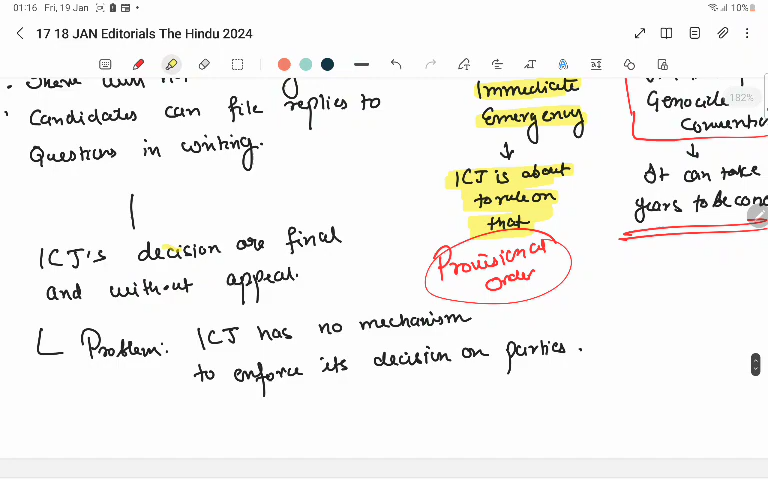 01:16 Fri, 19 Jan
10%
17 18 JAN Editorials The Hindu 2024
182%
Candidates can file replies to
Questions in writing.
ICJ's decision are final
and without appeal.
Problem: ICJ has no mechanism
to enforce its decision on parties.
Immediate
Emergency
ICJ is about
to rule on
that
Provisional
order
Genocide
Conventi
It can take
years to be conc